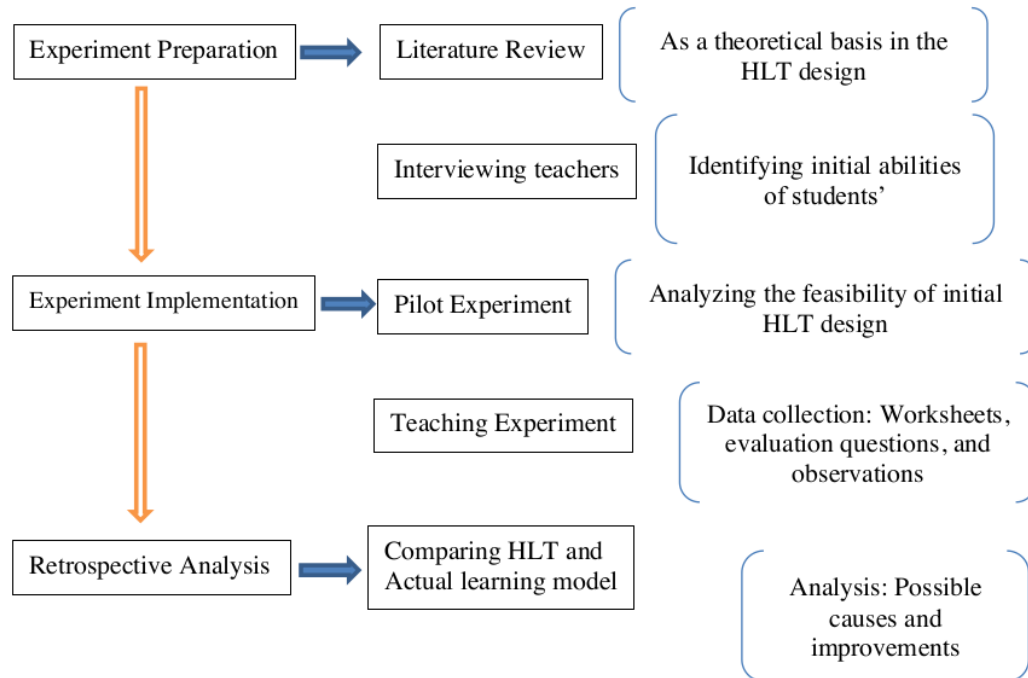 Experiment Preparation
Literature Review
As a theoretical basis in the
HLT design
Interviewing teachers
Identifying initial abilities
of students’
Experiment Implementation
Pilot Experiment
Analyzing the feasibility of initial
HLT design
Teaching Experiment
Data collection: Worksheets,
evaluation questions, and
observations
Retrospective Analysis
Comparing HLT and
Actual learning model
Analysis: Possible
causes and
improvements